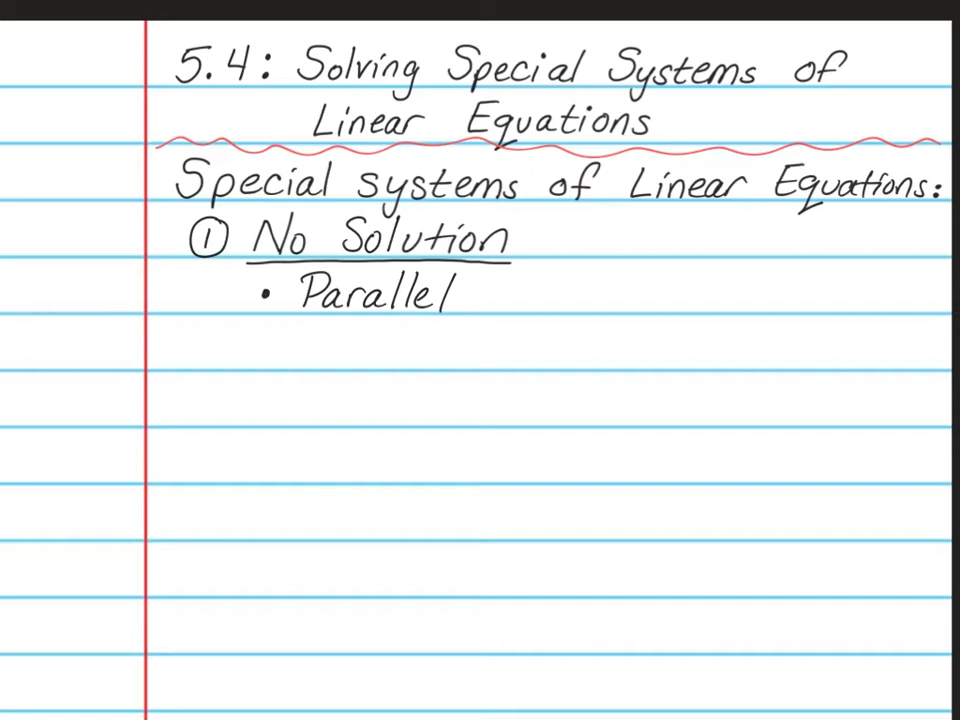 5.4: Solving Special Systems of
Linear Equations
Special systems of Linear Equations:
① No Solution
• Parallel